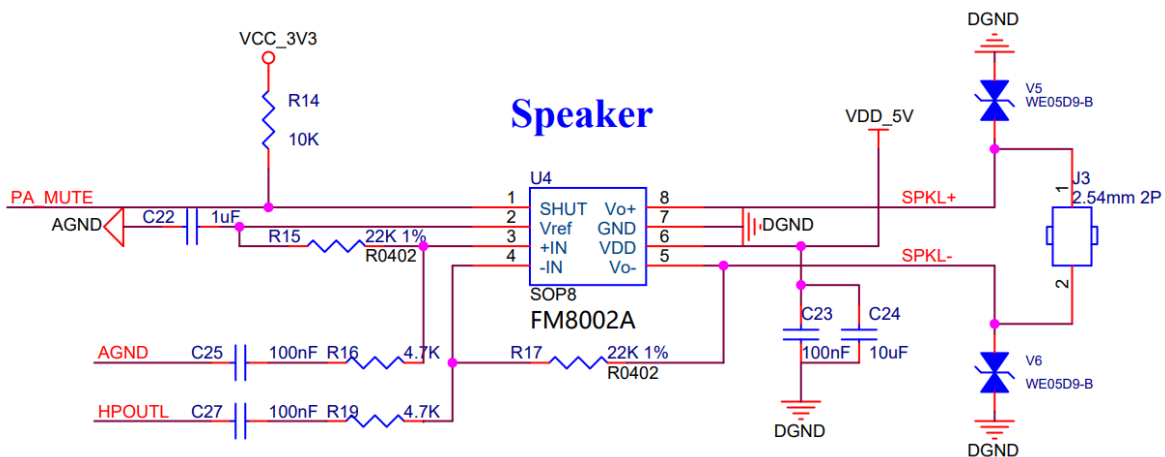 DGND
VCC_3V3
V5
WE05D9-B
R14
10K
Speaker
VDD_5V
U4
J3
2.54mm 2P
1
PA_MUTE
1
SHUT
Vo+
8
SPKL+
AGND
C22
1uF
2
Vref
GND
7
DGND
R15
22K 1%
R0402
3
+IN
VDD
6
4
-IN
Vo-
5
SPKL-
2
SOP8
FM8002A
C23
100nF
C24
10uF
AGND
C25
100nF
R16
4.7K
R17
22K 1%
R0402
V6
WE05D9-B
HPOUTL
C27
100nF
R19
4.7K
DGND
DGND